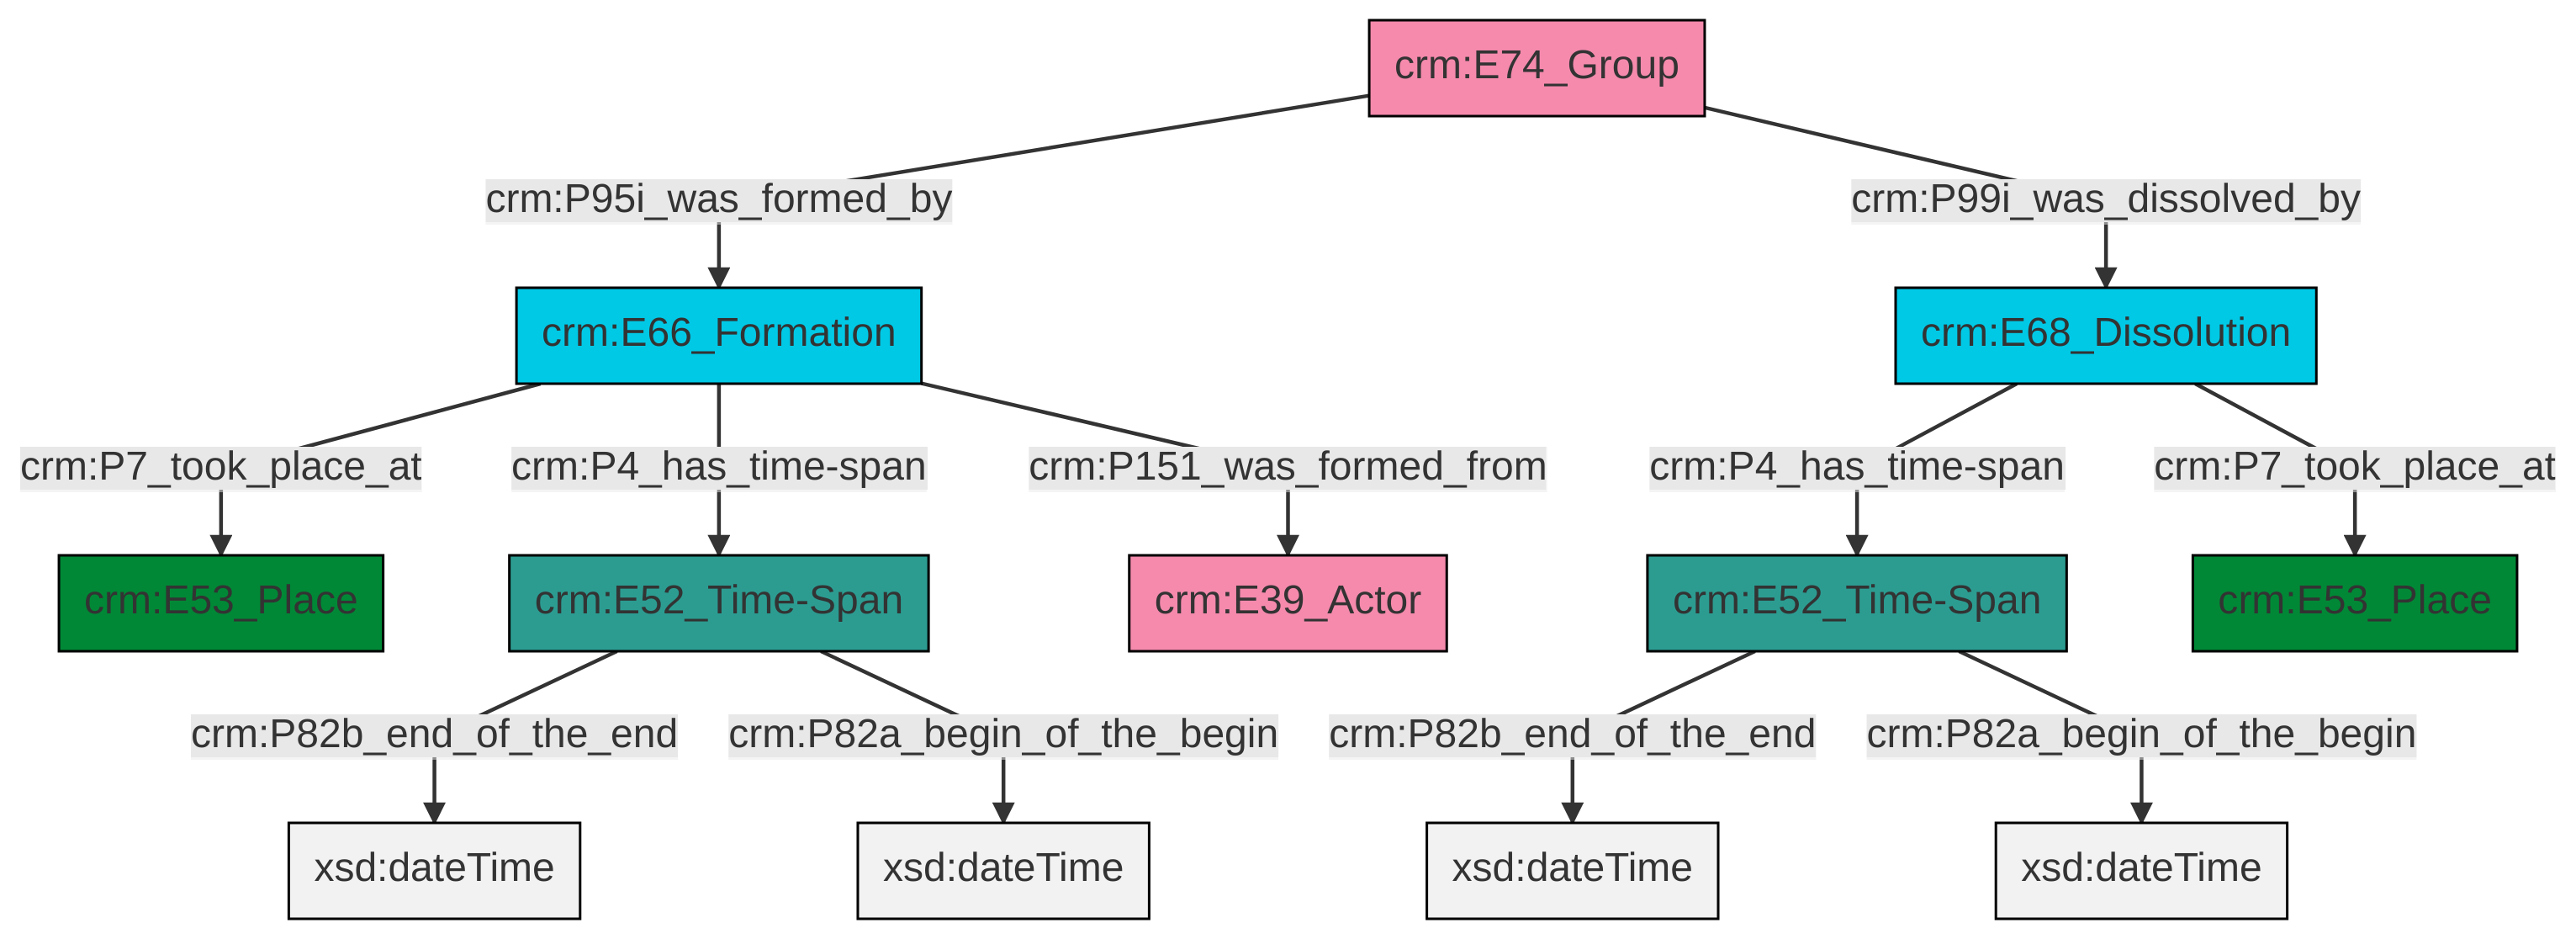 crm:E74_Group
crm:P95i_was_formed_by
crm:P99i_was_dissolved_by
crm:E66_Formation
crm:E68_Dissolution
crm:P7_took_place_at
crm:P4_has_time-span
crm:P151_was_formed_from
crm:P4_has_time-span
crm:P7_took_place_at
crm:E53_Place
crm:E52_Time-Span
crm:E39_Actor
crm:E52_Time-Span
crm:E53_Place
crm:P82b_end_of_the_end
crm:P82a_begin_of_the_begin
crm:P82b_end_of_the_end
crm:P82a_begin_of_the_begin
xsd:dateTime
xsd:dateTime
xsd:dateTime
xsd:dateTime